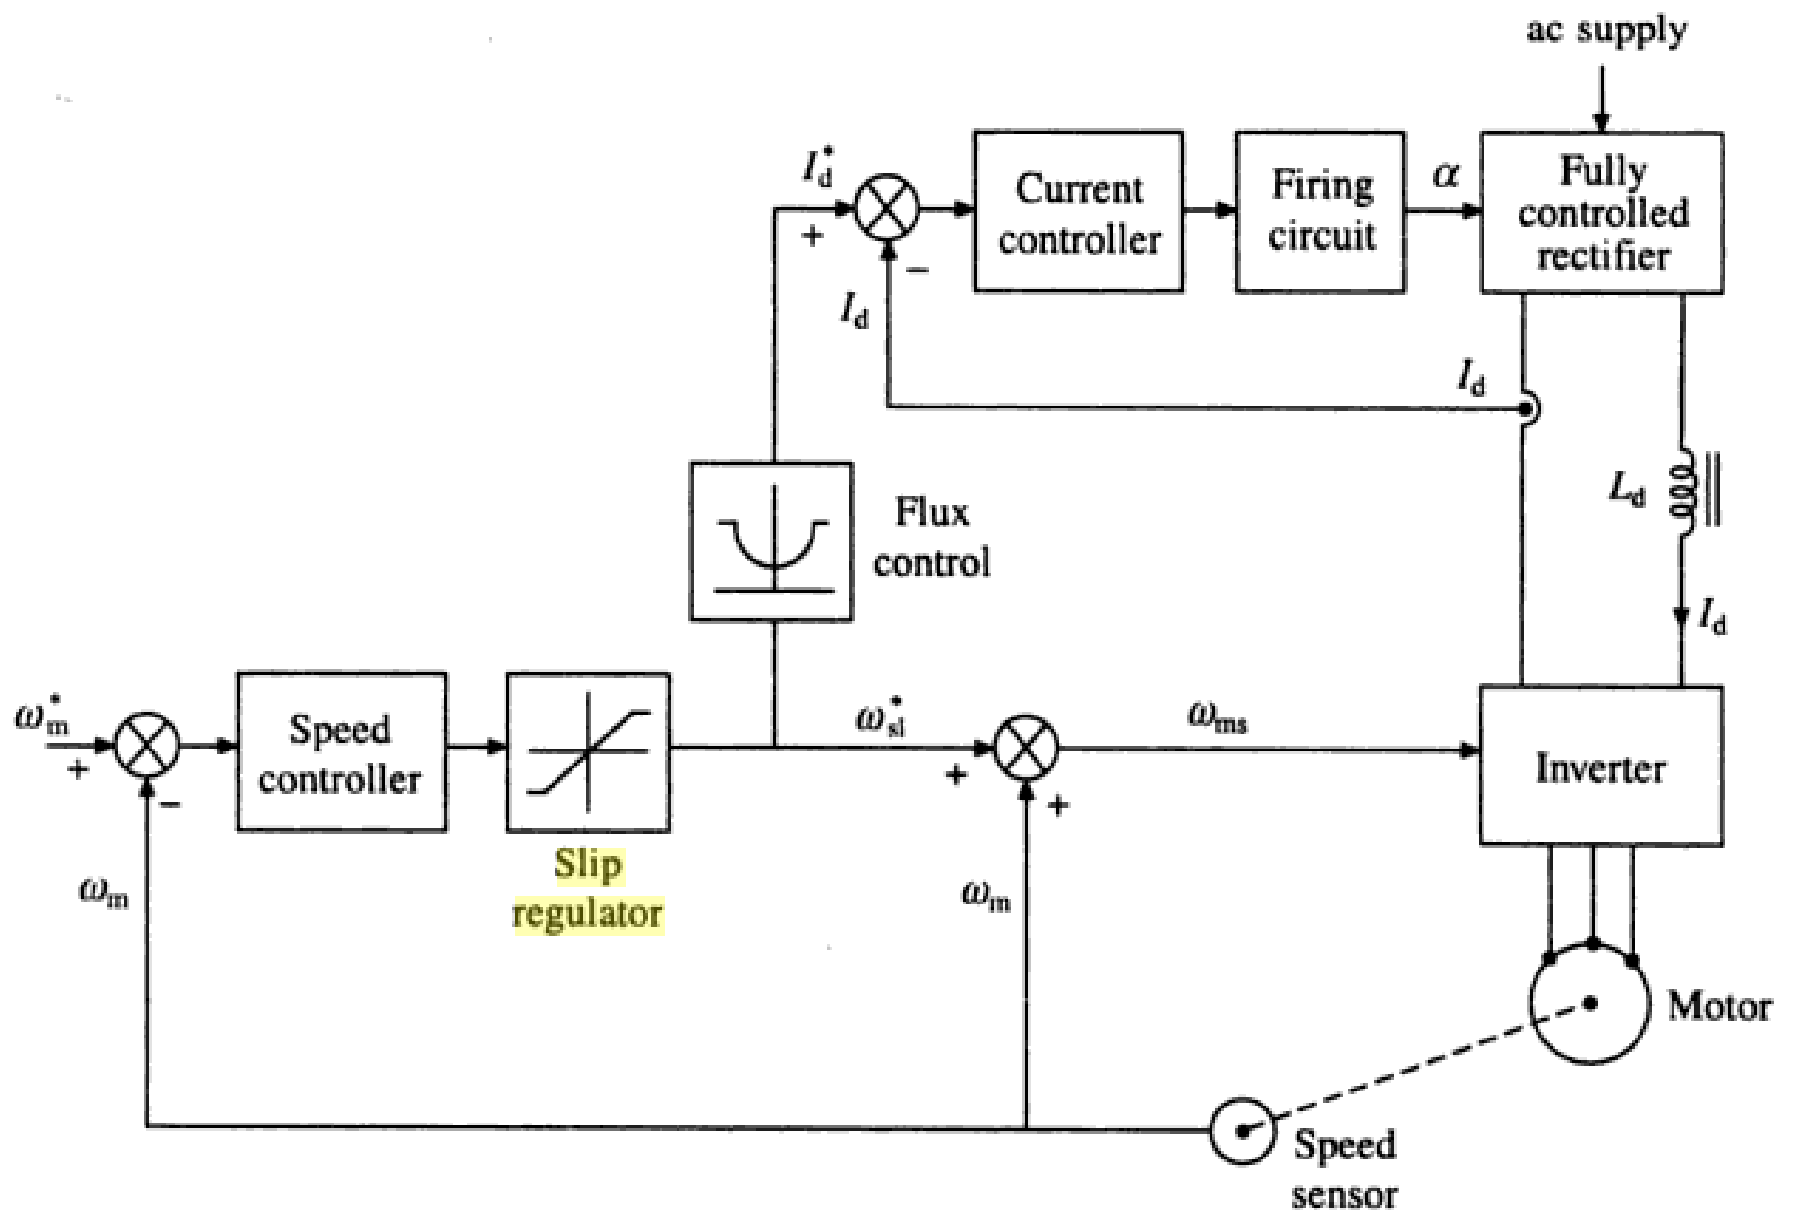 ac supply
I*d
+
−
Current
controller
Firing
circuit
α
Fully
controlled
rectifier
Id
Id
Flux
control
Ld
Id
ω*m
+
−
Speed
controller
Slip
regulator
ω*sl
+
+
ωms
Inverter
ωm
ωm
Motor
Speed
sensor